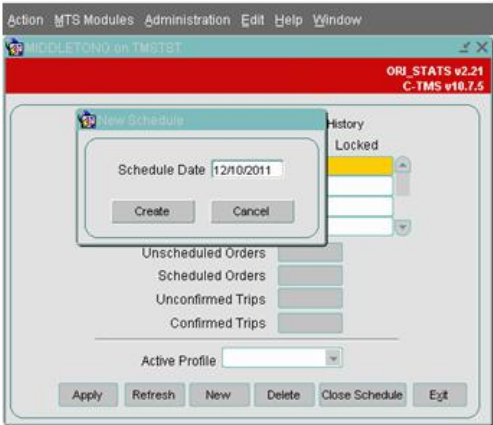 Action MTS Modules Administration Edit Help Window
MIDDLETONO on TMSTBT
ORI_STATS v2.21
C-TMS v10.7.5
New Schedule
History
Locked
Schedule Date 12/10/2011
Create Cancel
Unscheduled Orders
Scheduled Orders
Unconfirmed Trips
Confirmed Trips
Active Profile
Apply Refresh New Delete Close Schedule Exit